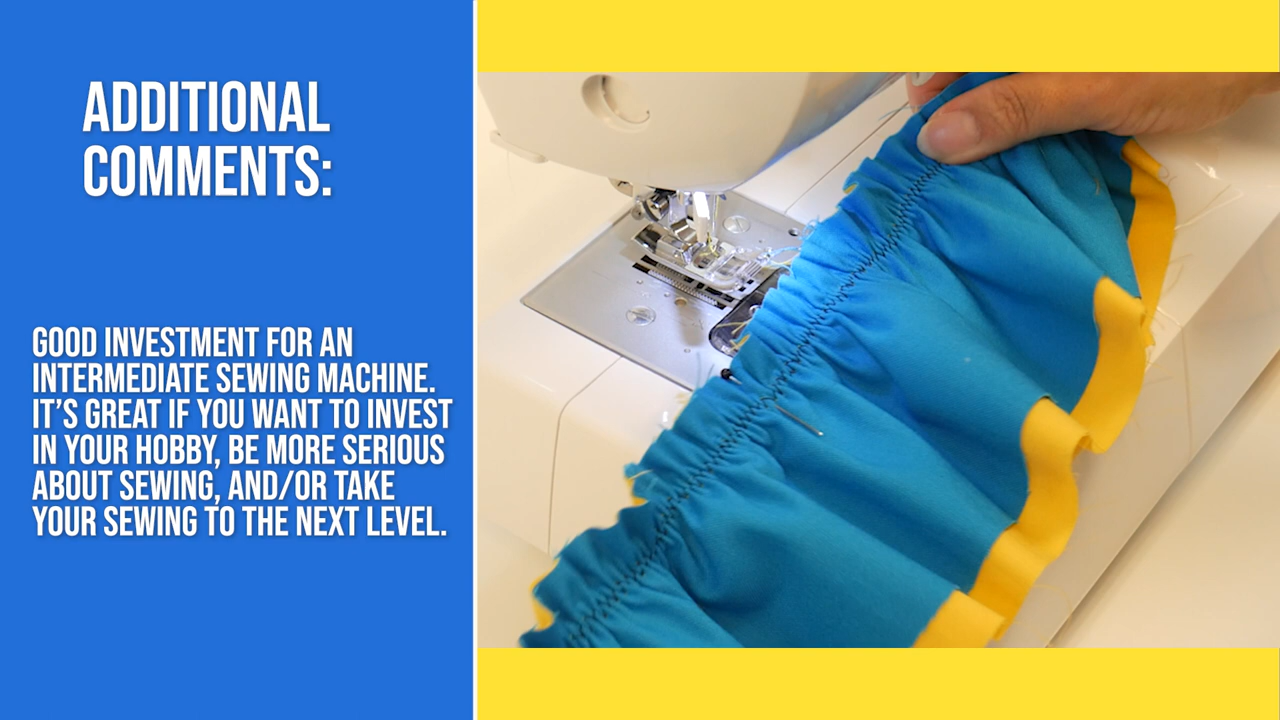 ADDITIONAL
COMMENTS:
GOOD INVESTMENT FOR AN
INTERMEDIATE SEWING MACHINE.
IT'S GREAT IF YOU WANT TO INVEST
IN YOUR HOBBY, BE MORE SERIOUS
ABOUT SEWING, AND/OR TAKE
YOUR SEWING TO THE NEXT LEVEL.